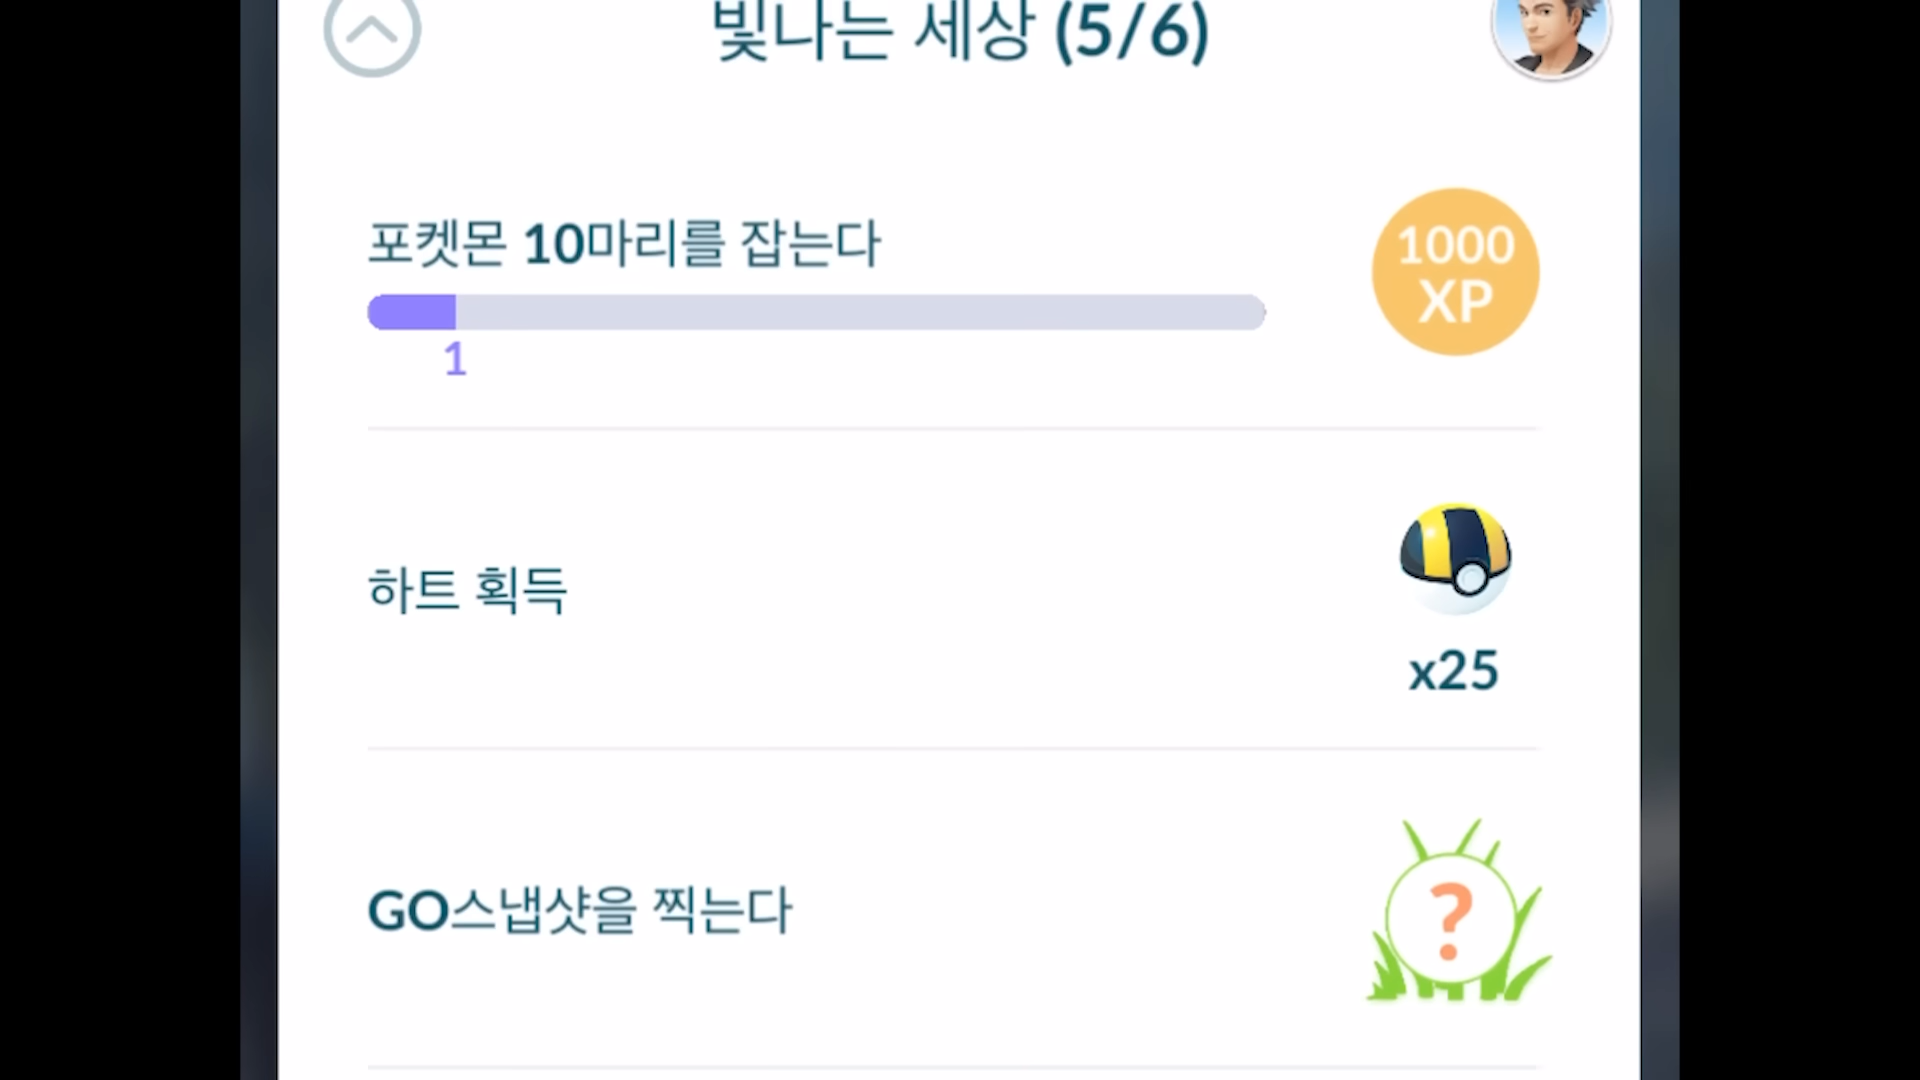 빛나는 세상 (5/6)
포켓몬 10마리를 잡는다
1000
XP
1
하트 획득
x25
GO스냅샷을 찍는다
?